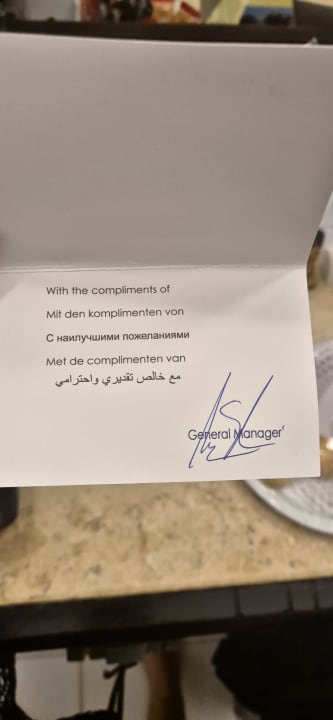 With the compliments of
Mit den komplimenten von
С наилучшими пожеланиями
Met de complimenten van
مع خالص تقديري واحترامي
General Manager